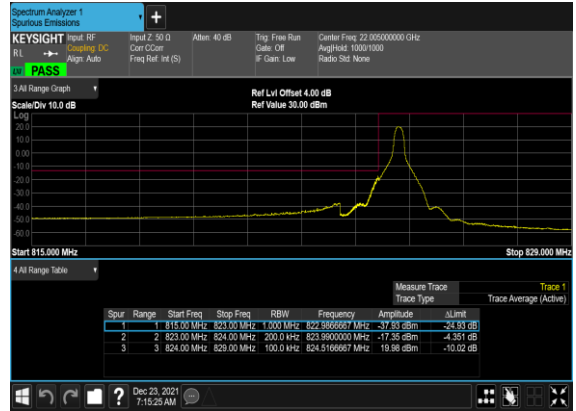 Spectrum Analyzer 1
Spurious Emissions
KEYSIGHT Input: RF Input Z: 50 Ω Atten: 40 dB Trig: Free Run Center Freq: 22.005000000 GHz
RL Coupling: DC Corr CCorr Gate: Off Avg|Hold: 1000/1000
Align: Auto Freq Ref: Int (S) IF Gain: Low Radio Std: None
PASS
3 All Range Graph
Ref Lvl Offset 4.00 dB
Scale/Div 10.0 dB Ref Value 30.00 dBm
Log
20.0
10.0
0.00
-10.0
-20.0
-30.0
-40.0
-50.0
-60.0
Start 815.000 MHz Stop 829.000 MHz
4 All Range Table
Measure Trace Trace 1
Trace Type Trace Average (Active)
Spur Range Start Freq Stop Freq RBW Frequency Amplitude ΔLimit
1 1 815.00 MHz 823.00 MHz 1.000 MHz 822.9866667 MHz -37.93 dBm -24.93 dB
2 2 823.00 MHz 824.00 MHz 200.0 kHz 823.9900000 MHz -17.35 dBm -4.351 dB
3 3 824.00 MHz 829.00 MHz 100.0 kHz 824.5166667 MHz 19.98 dBm -10.02 dB
? Dec 23, 2021
7:15:25 AM